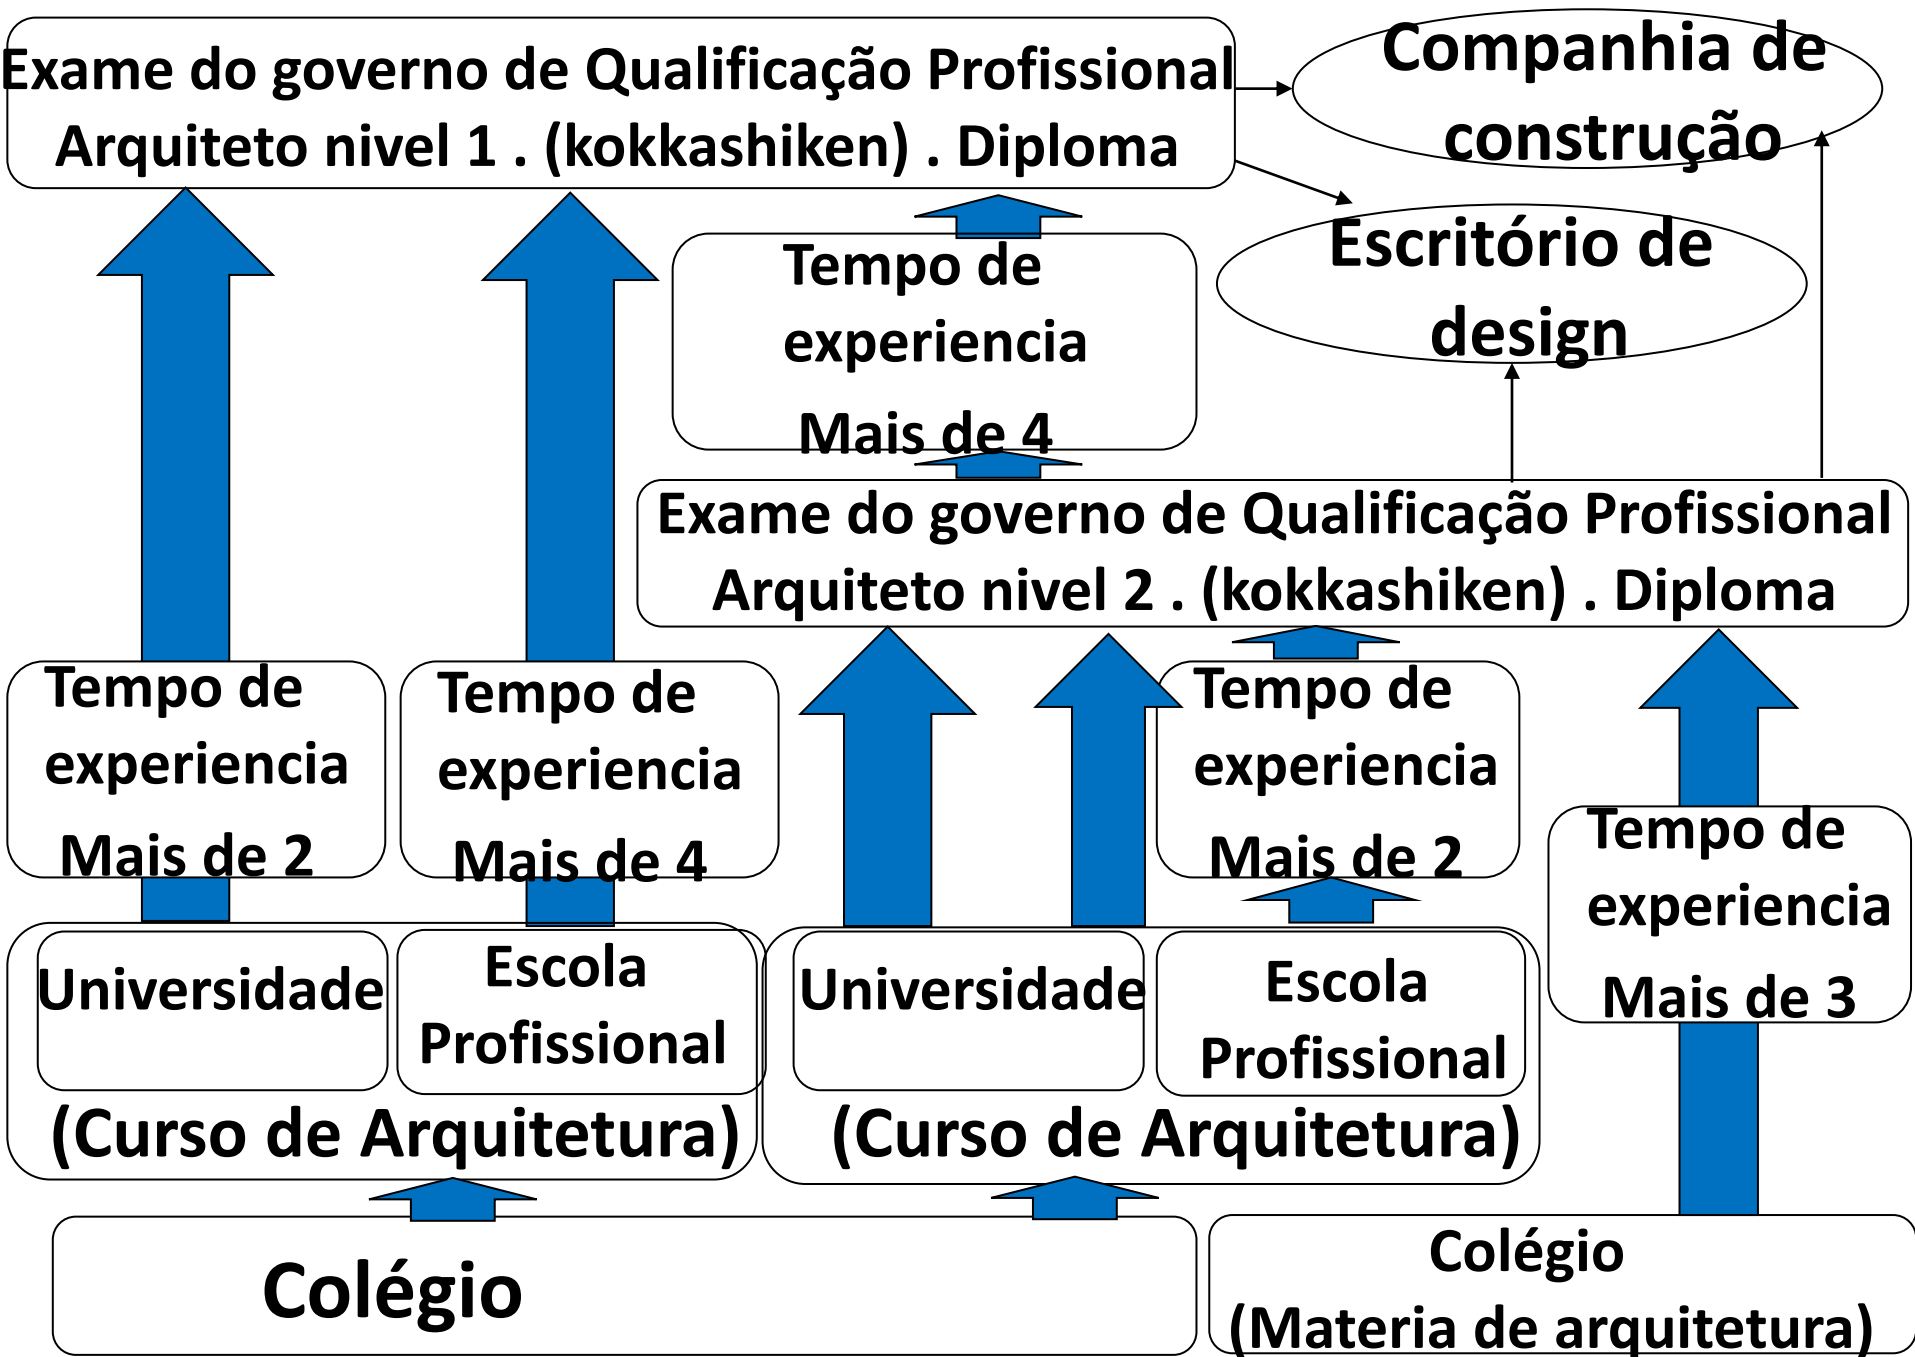 Exame do governo de Qualificação Profissional
Arquiteto nivel 1 . (kokkashiken) . Diploma
Companhia de
construção
Escritório de
design
Tempo de
experiencia
Mais de 4
Exame do governo de Qualificação Profissional
Arquiteto nivel 2 . (kokkashiken) . Diploma
Tempo de
experiencia
Mais de 2
Tempo de
experiencia
Mais de 4
Tempo de
experiencia
Mais de 2
Tempo de
experiencia
Mais de 3
Universidade
Escola
Profissional
(Curso de Arquitetura)
Universidade
Escola
Profissional
(Curso de Arquitetura)
Colégio
Colégio
(Materia de arquitetura)